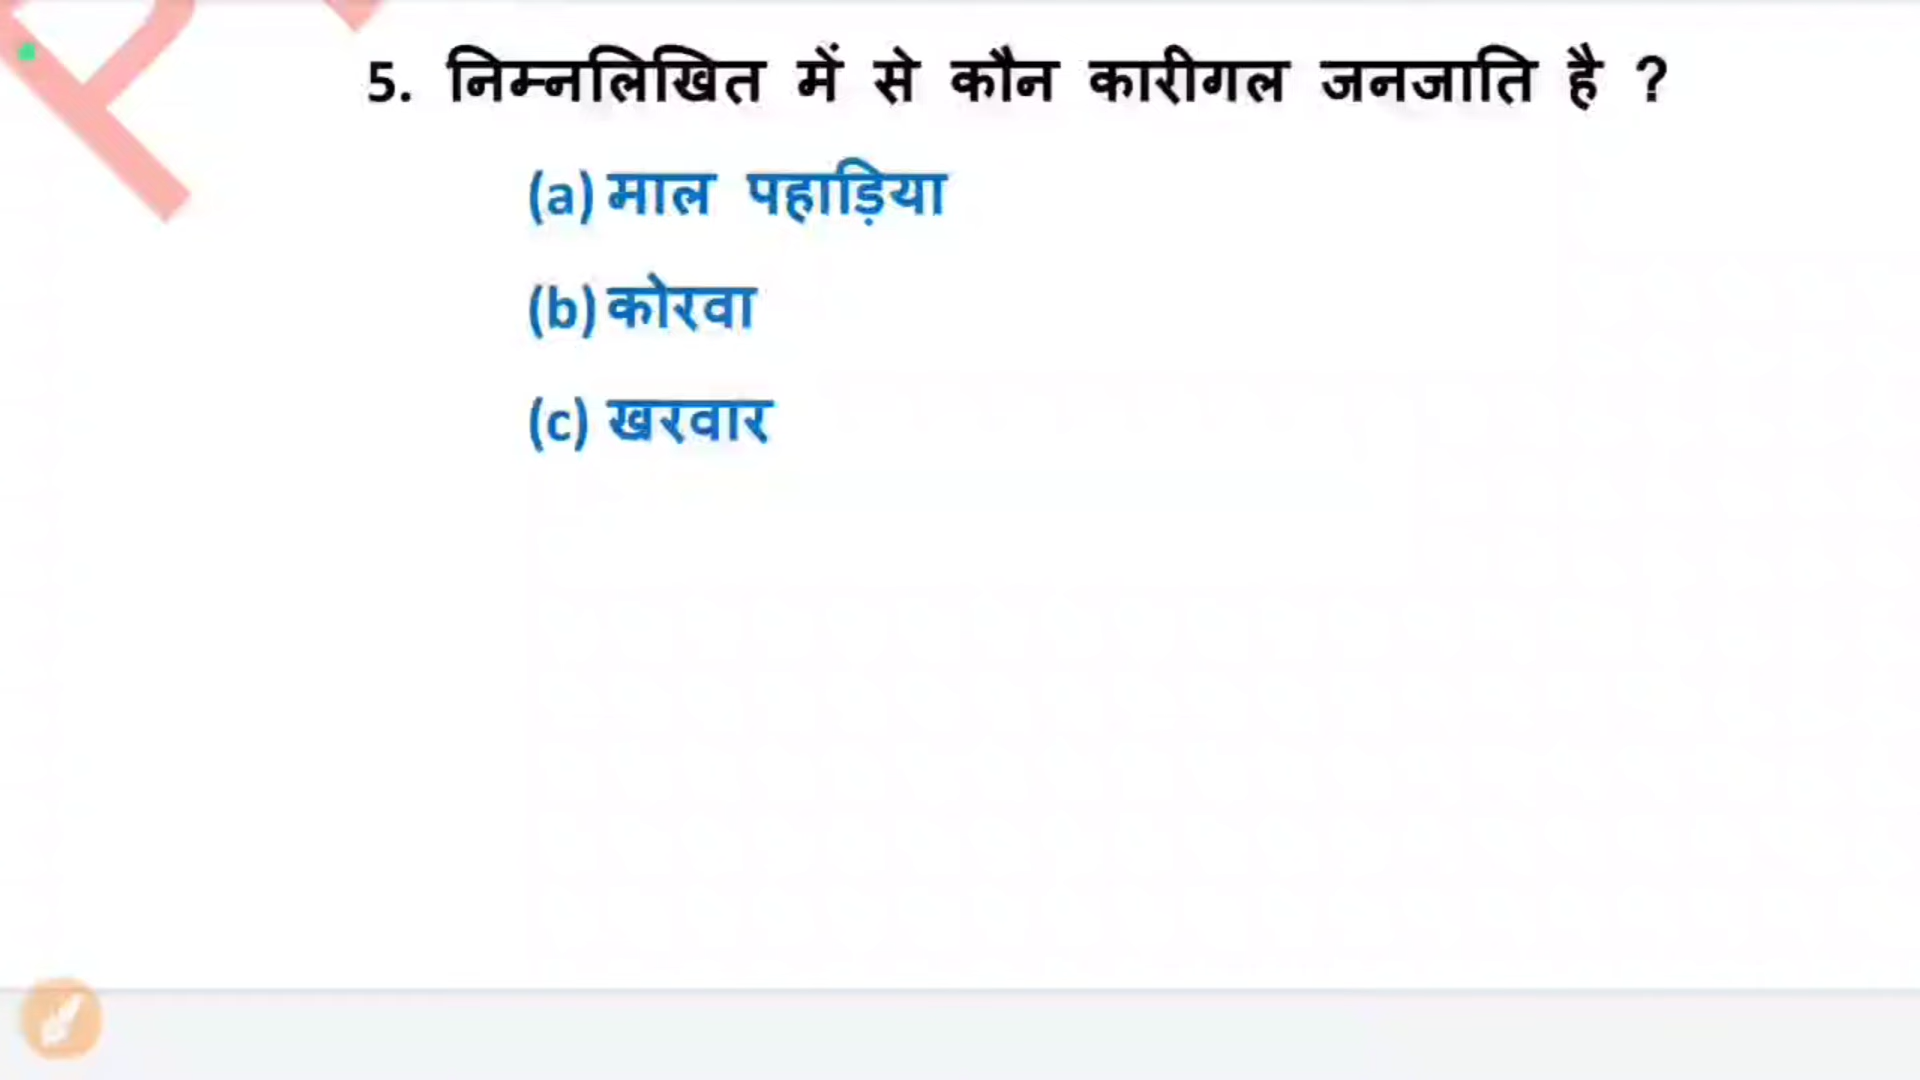 5. निम्नलिखित में से कौन कारीगल जनजाति है ?
(a) माल पहाड़िया
(b) कोरवा
(c) खरवार